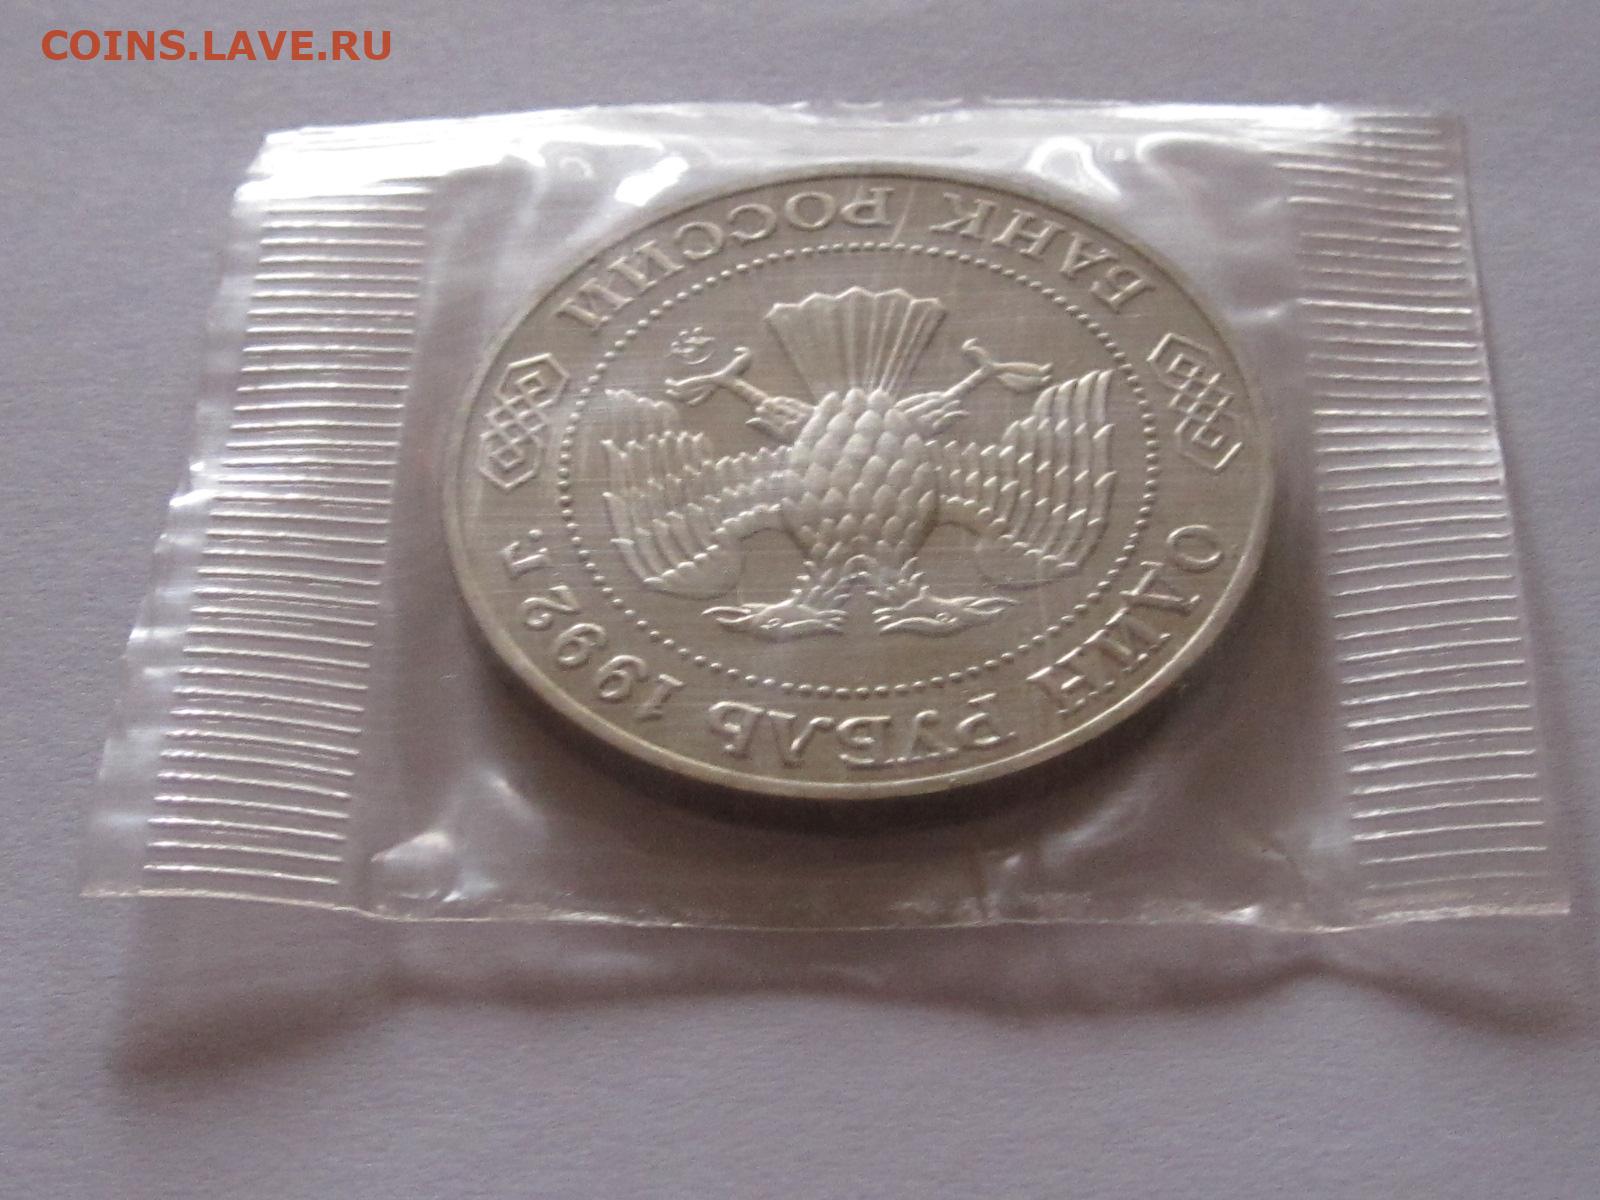 COINS.LAVE.RU
БАНК РОССИИ
ОДИН РУБЛЬ 1992 г.